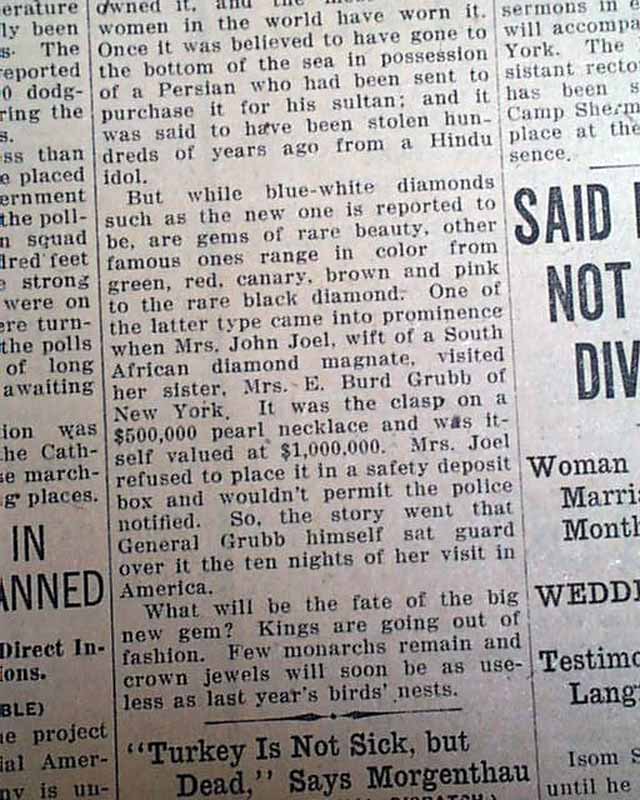 erature
ly been
s. The
reported
0 dodg-
ring the
s.
ss than
e placed
ernment
the poll-
n squad
dred feet
e strong
were on
ere turn-
the polls
of long
awaiting
ion was
he Cath-
se march-
g places.
IN
ANNED
Direct In-
ions.
BLE)
e project
ial Amer-
ny is un-
owned it, and the
women in the world have worn it.
Once it was believed to have gone to
the bottom of the sea in possession
of a Persian who had been sent to
purchase it for his sultan; and it
was said to have been stolen hun-
dreds of years ago from a Hindu
idol.
But while blue-white diamonds
such as the new one is reported to
be, are gems of rare beauty, other
famous ones range in color from
green, red, canary, brown and pink
to the rare black diamond. One of
the latter type came into prominence
when Mrs. John Joel, wift of a South
African diamond magnate, visited
her sister, Mrs. E. Burd Grubb of
New York. It was the clasp on a
$500,000 pearl necklace and was it-
self valued at $1,000,000. Mrs. Joel
refused to place it in a safety deposit
box and wouldn't permit the police
notified. So, the story went that
General Grubb himself sat guard
over it the ten nights of her visit in
America.
What will be the fate of the big
new gem? Kings are going out of
fashion. Few monarchs remain and
crown jewels will soon be as use-
less as last year's birds' nests.
"Turkey Is Not Sick, but
Dead," Says Morgenthau
sermons in
will accompa
York. The
sistant recto
has been s
Camp Sherm
place at the
sence.
SAID
NOT
DIV
Woman
Marri
Month
WEDDI
Testimo
Lang
Isom S
until he